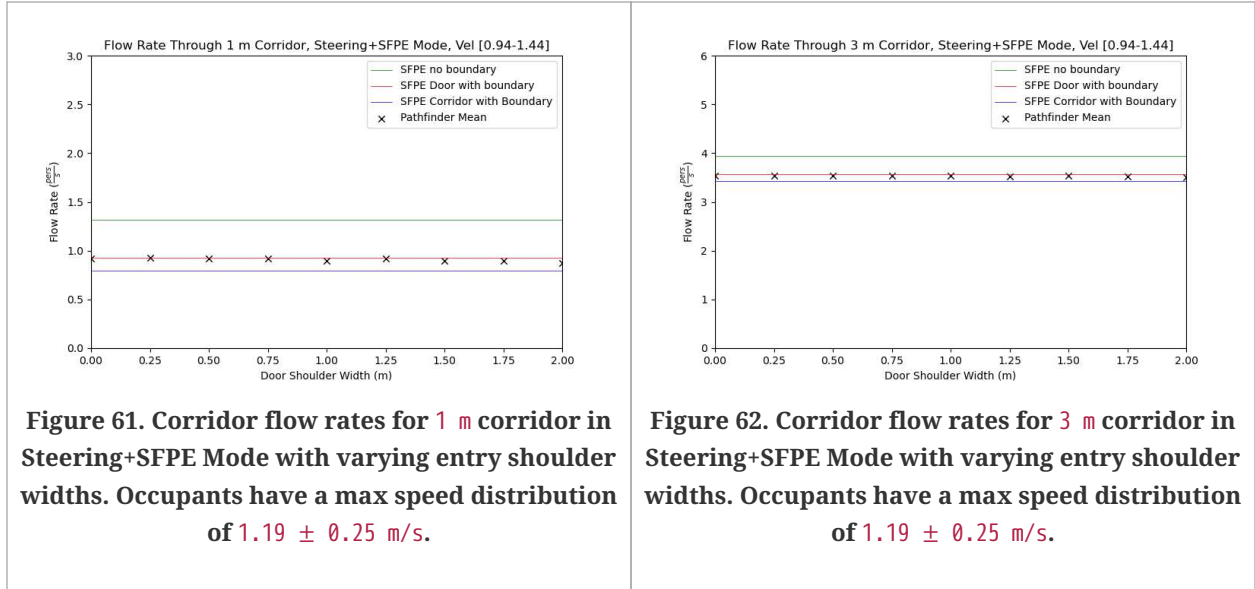 Flow Rate Through 1 m Corridor, Steering+SFPE Mode, Vel [0.94-1.44]
3.0
2.5
2.0
1.5
1.0
0.5
0.0
Flow Rate (pers/s)
SFPE no boundary
SFPE Door with boundary
SFPE Corridor with Boundary
Pathfinder Mean
0.00 0.25 0.50 0.75 1.00 1.25 1.50 1.75 2.00
Door Shoulder Width (m)
Figure 61. Corridor flow rates for 1 m corridor in
Steering+SFPE Mode with varying entry shoulder
widths. Occupants have a max speed distribution
of 1.19 ± 0.25 m/s.
Flow Rate Through 3 m Corridor, Steering+SFPE Mode, Vel [0.94-1.44]
6
5
4
3
2
1
0
Flow Rate (pers/s)
SFPE no boundary
SFPE Door with boundary
SFPE Corridor with Boundary
Pathfinder Mean
0.00 0.25 0.50 0.75 1.00 1.25 1.50 1.75 2.00
Door Shoulder Width (m)
Figure 62. Corridor flow rates for 3 m corridor in
Steering+SFPE Mode with varying entry shoulder
widths. Occupants have a max speed distribution
of 1.19 ± 0.25 m/s.